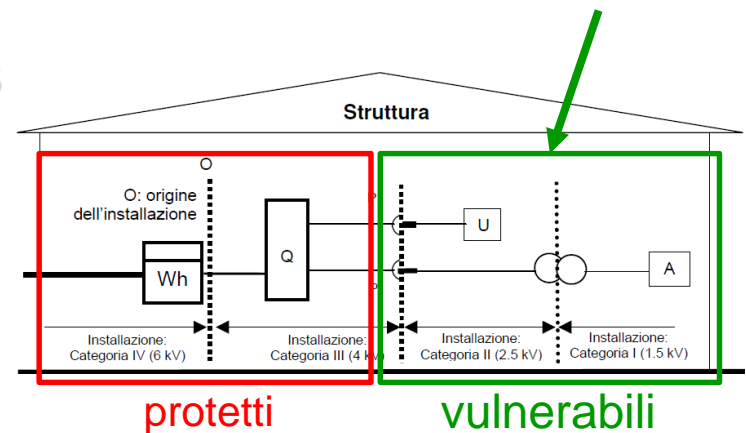 Struttura
O
O: origine
dell'installazione
Wh
Q
U
A
Installazione:
Categoria IV (6 kV)
Installazione:
Categoria III (4 kV)
Installazione:
Categoria II (2.5 kV)
Installazione:
Categoria I (1.5 kV)
protetti
vulnerabili